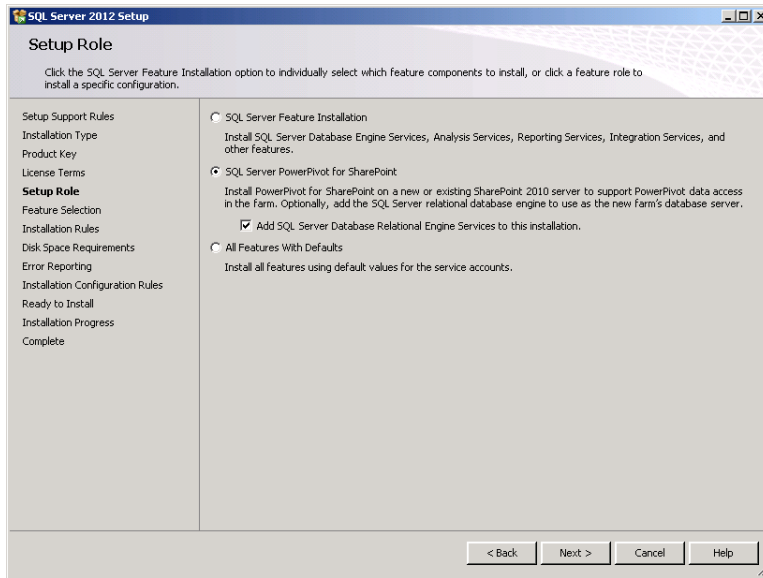 SQL Server 2012 Setup
Setup Role
Click the SQL Server Feature Installation option to individually select which feature components to install, or click a feature role to
install a specific configuration.
Setup Support Rules
Installation Type
Product Key
License Terms
Setup Role
Feature Selection
Installation Rules
Disk Space Requirements
Error Reporting
Installation Configuration Rules
Ready to Install
Installation Progress
Complete
SQL Server Feature Installation
Install SQL Server Database Engine Services, Analysis Services, Reporting Services, Integration Services, and
other features.
SQL Server PowerPivot for SharePoint
Install PowerPivot for SharePoint on a new or existing SharePoint 2010 server to support PowerPivot data access
in the farm. Optionally, add the SQL Server relational database engine to use as the new farm's database server.
Add SQL Server Database Relational Engine Services to this installation.
All Features With Defaults
Install all features using default values for the service accounts.
< Back
Next >
Cancel
Help